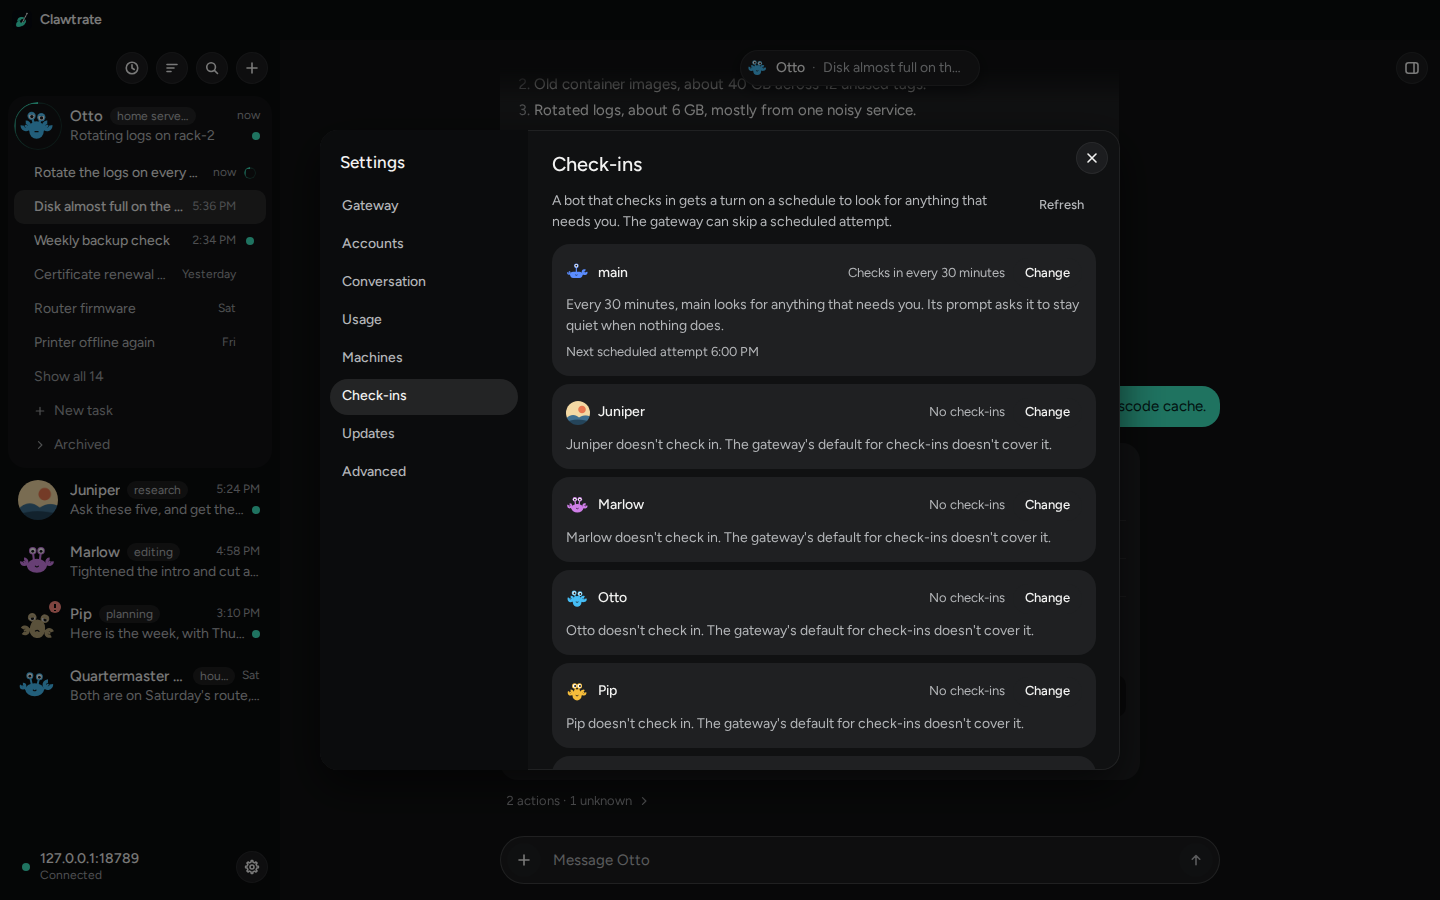 Clawtrate
Otto home serve... now
Rotating logs on rack-2
Rotate the logs on every ... now
Disk almost full on the ... 5:36 PM
Weekly backup check 2:34 PM
Certificate renewal ... Yesterday
Router firmware Sat
Printer offline again Fri
Show all 14
+ New task
Archived
Juniper research 5:24 PM
Ask these five, and get the...
Marlow editing 4:58 PM
Tightened the intro and cut a...
Pip planning 3:10 PM
Here is the week, with Thu...
Quartermaster ... hou... Sat
Both are on Saturday's route,...
127.0.0.1:18789
Connected
Otto · Disk almost full on th...
2. Old container images, about 40 GB across 12 unused tags.
3. Rotated logs, about 6 GB, mostly from one noisy service.
Settings
Gateway
Accounts
Conversation
Usage
Machines
Check-ins
Updates
Advanced
Check-ins
A bot that checks in gets a turn on a schedule to look for anything that
needs you. The gateway can skip a scheduled attempt.
Refresh
main Checks in every 30 minutes Change
Every 30 minutes, main looks for anything that needs you. Its prompt asks it to stay
quiet when nothing does.
Next scheduled attempt 6:00 PM
Juniper No check-ins Change
Juniper doesn't check in. The gateway's default for check-ins doesn't cover it.
Marlow No check-ins Change
Marlow doesn't check in. The gateway's default for check-ins doesn't cover it.
Otto No check-ins Change
Otto doesn't check in. The gateway's default for check-ins doesn't cover it.
Pip No check-ins Change
Pip doesn't check in. The gateway's default for check-ins doesn't cover it.
scode cache.
2 actions · 1 unknown
Message Otto